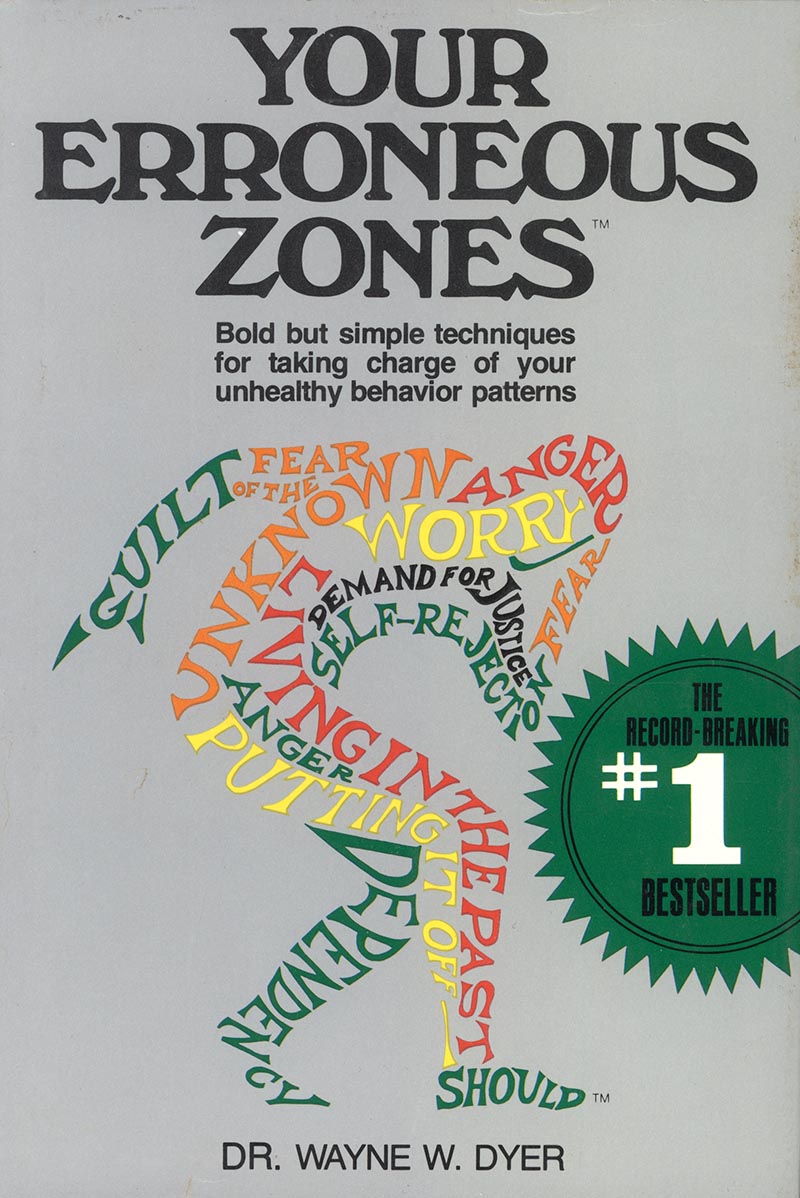 YOUR
ERRONEOUS
ZONES™
Bold but simple techniques
for taking charge of your
unhealthy behavior patterns
GUILT
FEAR
OF THE
UNKNOWN
ANGER
WORRY
FEAR
DEMAND FOR JUSTICE
SELF-REJECTION
LIVING IN THE PAST
ANGER
PUTTING IT OFF
DEPENDENCY
SHOULD™
THE
RECORD-BREAKING
#1
BESTSELLER
DR. WAYNE W. DYER